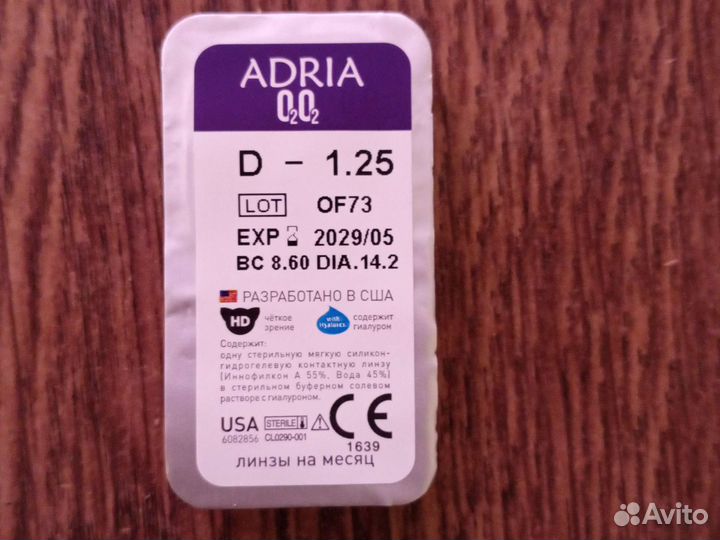 ADRIA
O2O2
D - 1.25
LOT OF73
EXP 2029/05
BC 8.60 DIA.14.2
РАЗРАБОТАНО В США
HD чёткое зрение
with Hyaluronic содержит гиалурон
Содержит:
одну стерильную мягкую силикон-
гидрогелевую контактную линзу
(Иннофилкон А 55%, Вода 45%)
в стерильном буферном солевом
растворе с гиалуроном.
USA STERILE CE
6082856 CL0290-001 1639
ЛИНЗЫ НА МЕСЯЦ
Avito